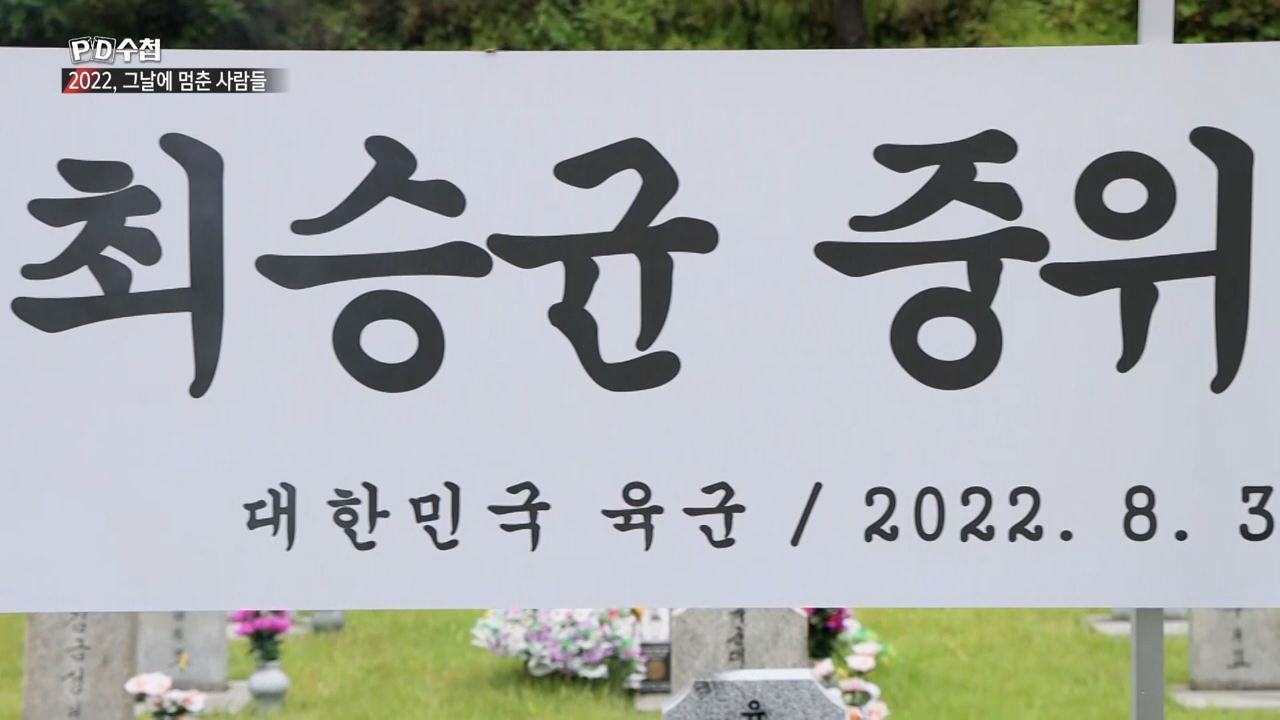 PD수첩
2022, 그날에 멈춘 사람들
최승균 중위
대한민국 육군 / 2022. 8. 3
육